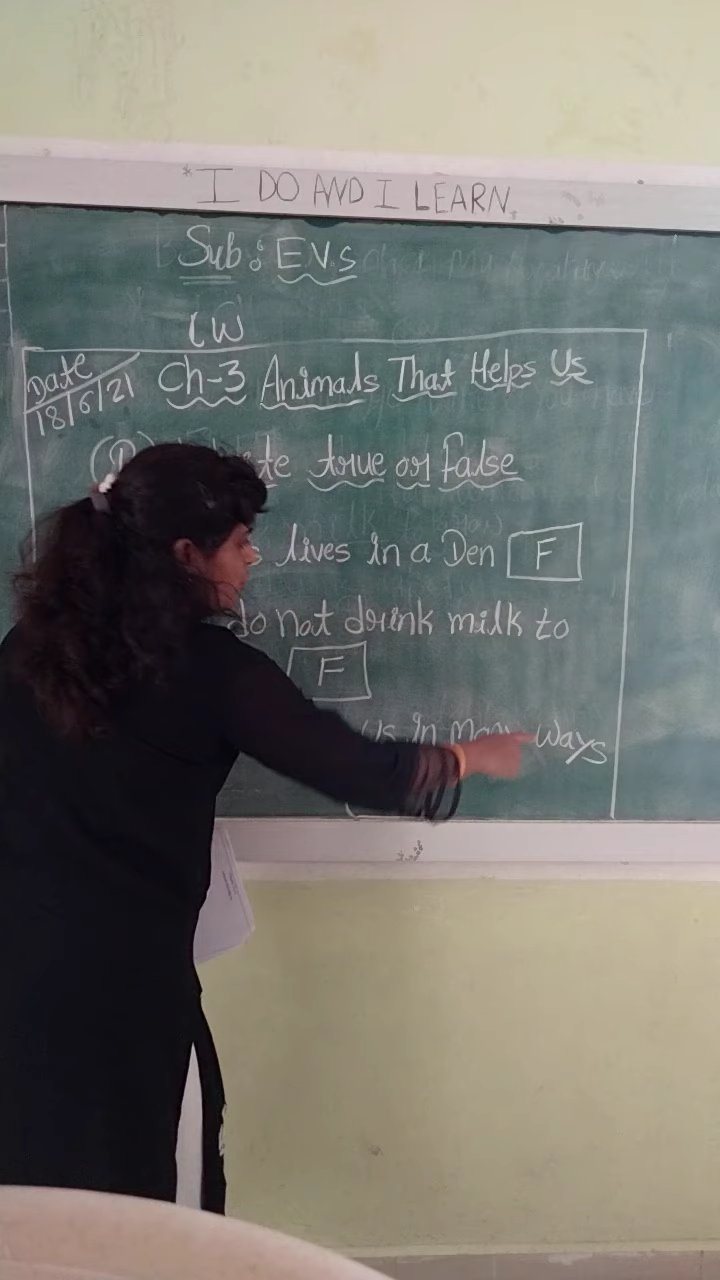 "I DO AND I LEARN"
Sub : E.V.S
CW
Date
18/6/21
Ch-3 Animals That Helps Us
true or false
lives in a Den F
do not drink milk to
F
us in many ways